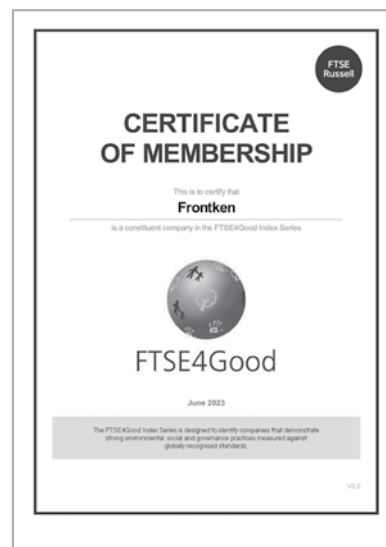 FTSE
Russell
CERTIFICATE
OF MEMBERSHIP
This is to certify that
Frontken
is a constituent company in the FTSE4Good Index Series
FTSE4Good
June 2023
The FTSE4Good Index Series is designed to identify companies that demonstrate
strong environmental, social and governance practices measured against
globally recognised standards.